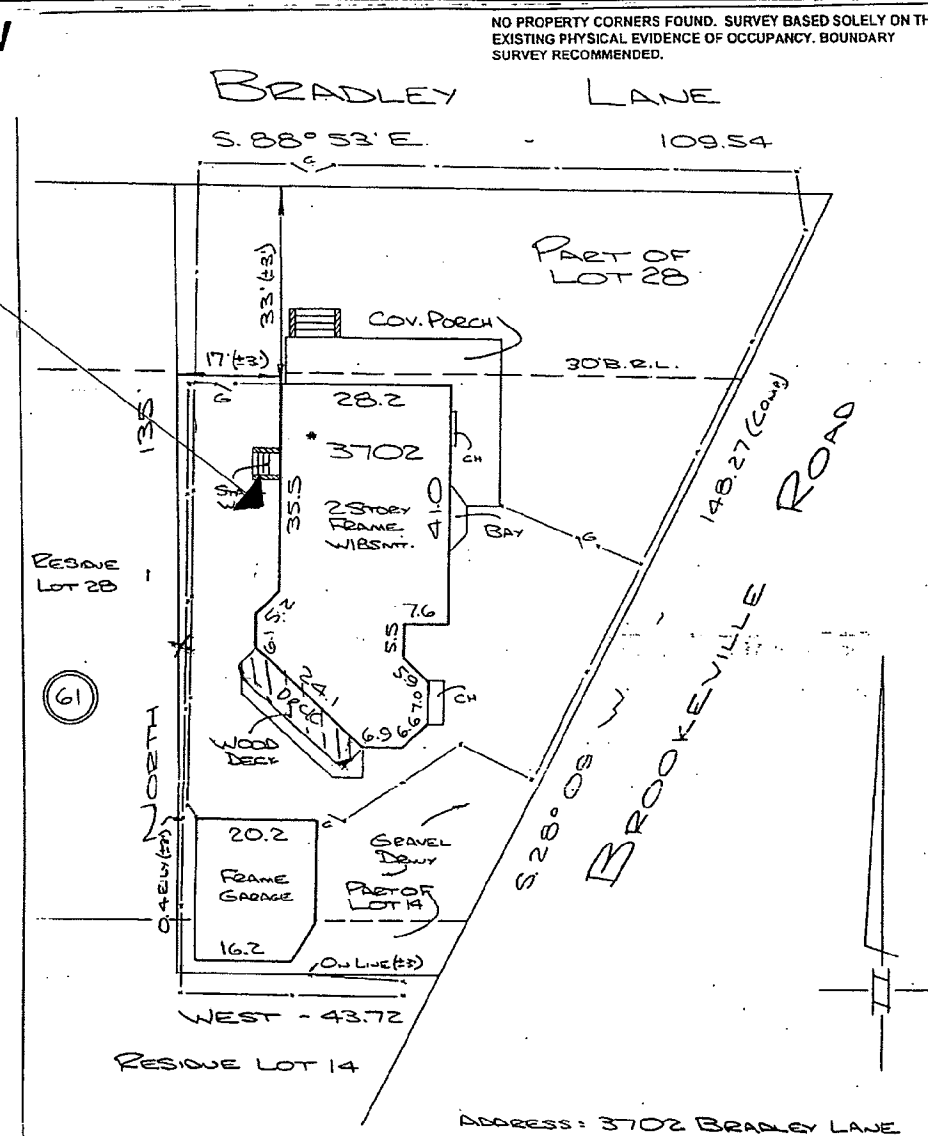 NO PROPERTY CORNERS FOUND. SURVEY BASED SOLELY ON TH
EXISTING PHYSICAL EVIDENCE OF OCCUPANCY. BOUNDARY
SURVEY RECOMMENDED.
BRADLEY LANE
S. 88° 53' E. - 109.54
G
PART OF
LOT 28
33' (±3')
COV. PORCH
17' (±3')
30' B.R.L.
G
28.2
*
3702
CH
135'
148.27 (COMP)
ROAD
35.5
2 STORY
FRAME
W/BSNT.
41.0
BAY
G
RESIDUE
LOT 28
7.6
5.2
5.5
6.1
5.9
61
24.1
DECK
7.0
CH
6.9
6.6
WOOD
DECK
NORTH
S. 28° 05' W
BROOKEVILLE
G
20.2
GRAVEL
DRWY
FRAME
GARAGE
PART OF
LOT 14
0.4 E'LY (±3')
16.2
ON LINE (±3')
WEST - 43.72
RESIDUE LOT 14
ADDRESS: 3702 BRADLEY LANE